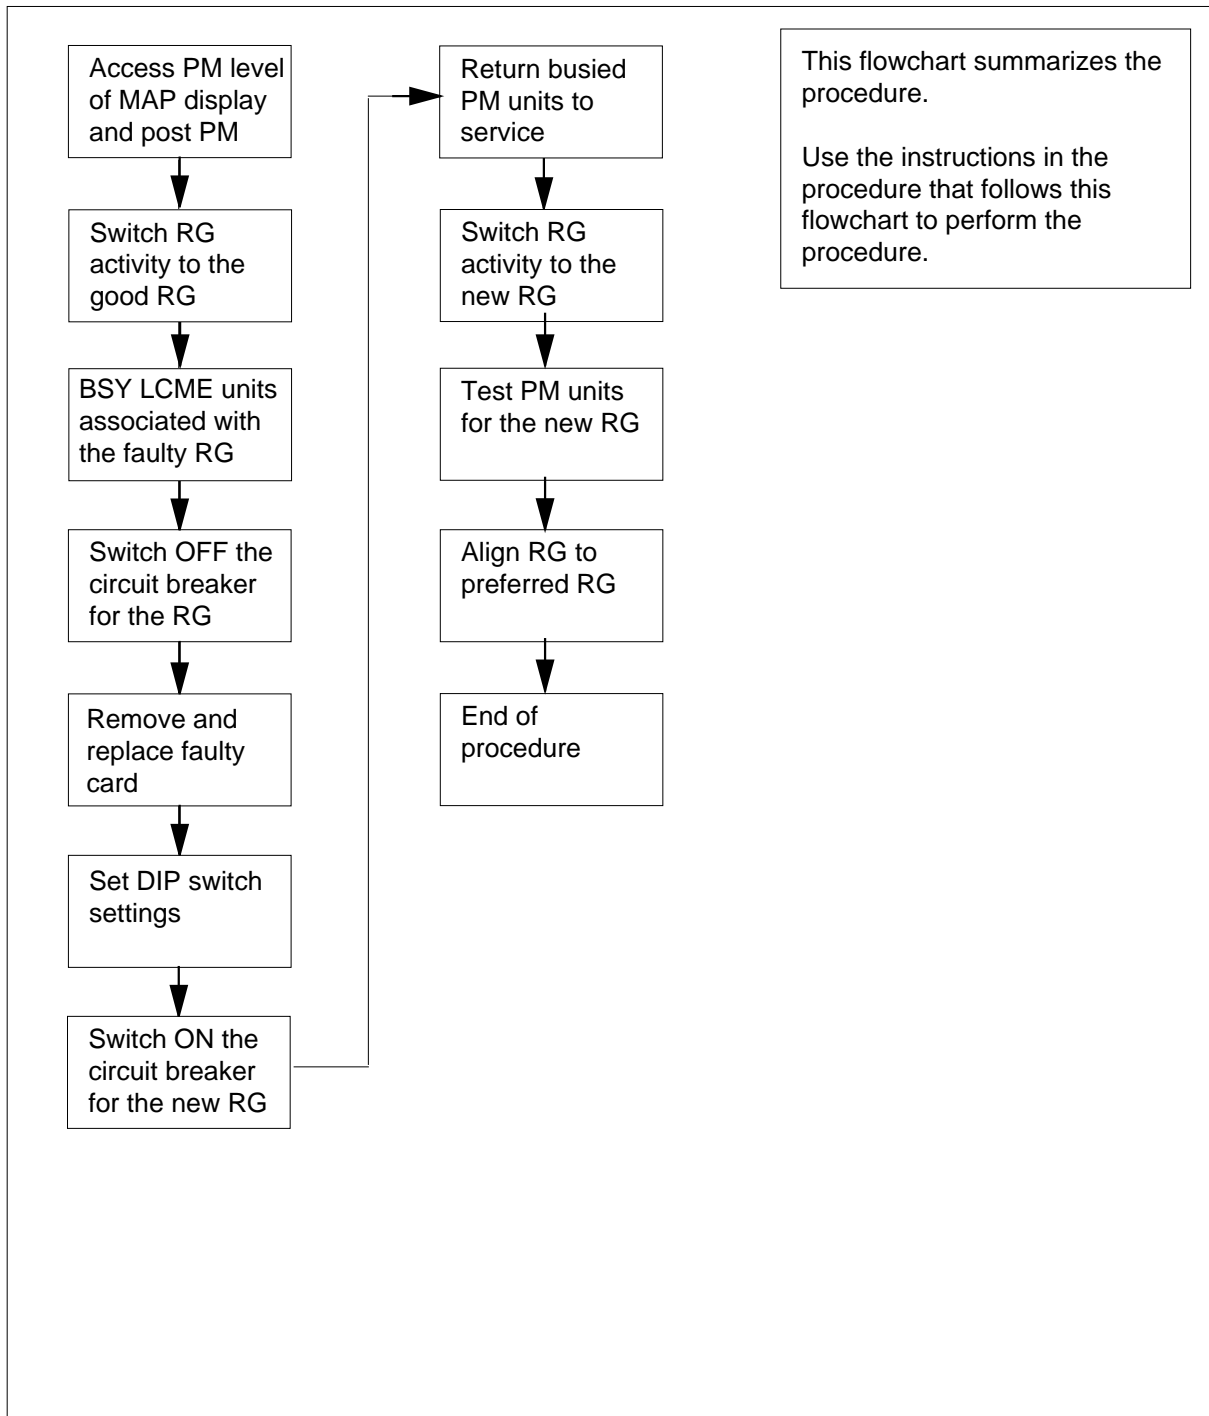 Access PM level
of MAP display
and post PM
Switch RG
activity to the
good RG
BSY LCME units
associated with
the faulty RG
Switch OFF the
circuit breaker
for the RG
Remove and
replace faulty
card
Set DIP switch
settings
Switch ON the
circuit breaker
for the new RG
Return busied
PM units to
service
Switch RG
activity to the
new RG
Test PM units
for the new RG
Align RG to
preferred RG
End of
procedure
This flowchart summarizes the
procedure.
Use the instructions in the
procedure that follows this
flowchart to perform the
procedure.